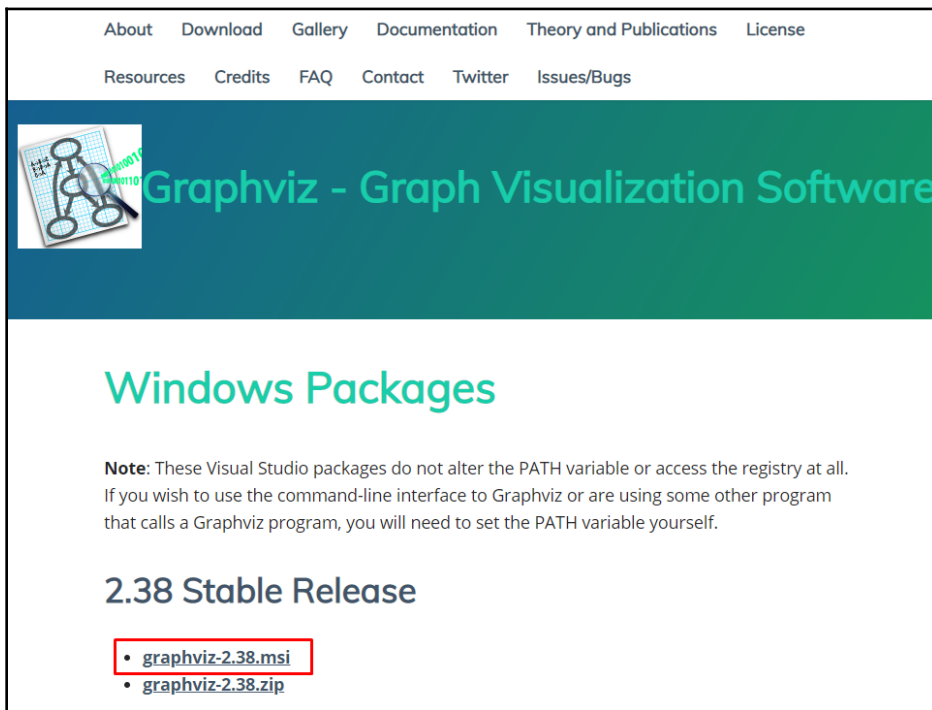 About Download Gallery Documentation Theory and Publications License
Resources Credits FAQ Contact Twitter Issues/Bugs
Graphviz - Graph Visualization Software
Windows Packages
Note: These Visual Studio packages do not alter the PATH variable or access the registry at all.
If you wish to use the command-line interface to Graphviz or are using some other program
that calls a Graphviz program, you will need to set the PATH variable yourself.
2.38 Stable Release
• graphviz-2.38.msi
• graphviz-2.38.zip